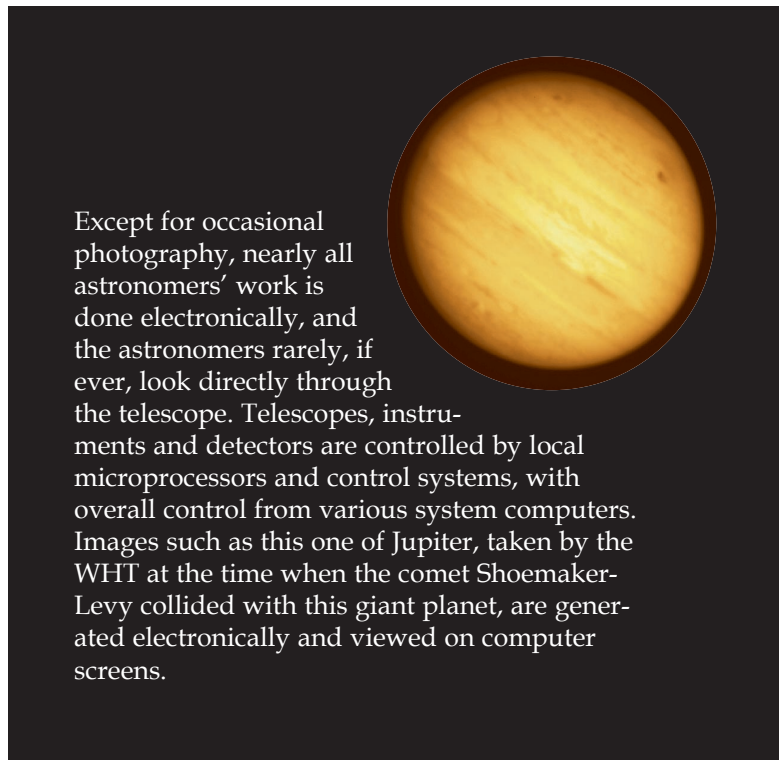 Except for occasional
photography, nearly all
astronomers’ work is
done electronically, and
the astronomers rarely, if
ever, look directly through
the telescope. Telescopes, instru-
ments and detectors are controlled by local
microprocessors and control systems, with
overall control from various system computers.
Images such as this one of Jupiter, taken by the
WHT at the time when the comet Shoemaker-
Levy collided with this giant planet, are gener-
ated electronically and viewed on computer
screens.